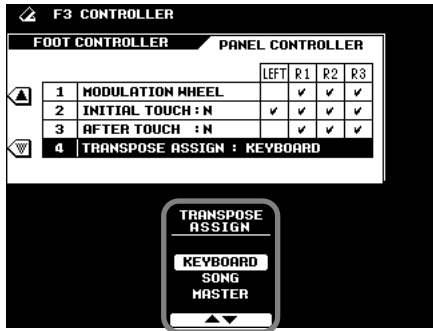 F3 CONTROLLER
FOOT CONTROLLER PANEL CONTROLLER
LEFT R1 R2 R3
1 MODULATION WHEEL ✔ ✔ ✔
2 INITIAL TOUCH : N ✔ ✔ ✔ ✔
3 AFTER TOUCH : N ✔ ✔ ✔
4 TRANSPOSE ASSIGN : KEYBOARD
TRANSPOSE
ASSIGN
KEYBOARD
SONG
MASTER